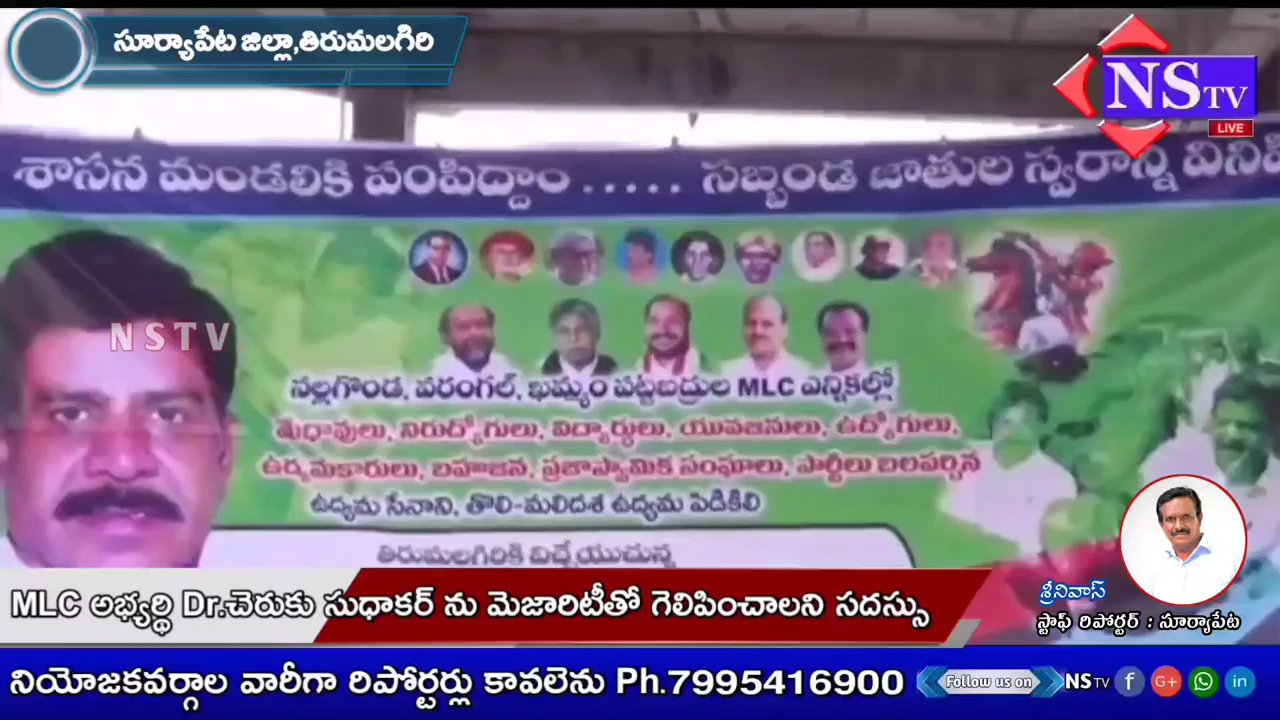 సూర్యాపేట జిల్లా,తిరుమలగిరి
NS TV
LIVE
శాసన మండలికి పంపిద్దాం ..... సబ్బండ జాతుల స్వరాన్ని
NSTV
నల్లగొండ, వరంగల్, ఖమ్మం పట్టభద్రుల MLC ఎన్నికల్లో
మేధావులు, నిరుద్యోగులు, విద్యార్థులు, యువజనులు, ఉద్యోగులు,
ఉద్యమకారులు, బహుజన, ప్రజాస్వామిక సంఘాలు, పార్టీలు బలపర్చిన
ఉద్యమ సేనాని, తొలి-మలిదశ ఉద్యమ పిడికిలి
తిరుమలగిరికి విచ్చేయుచున్న
శ్రీనివాస్
స్టాఫ్ రిపోర్టర్ : సూర్యాపేట
MLC అభ్యర్థి Dr.చెరుకు సుధాకర్ ను మెజారిటీతో గెలిపించాలని సదస్సు
నియోజకవర్గాల వారీగా రిపోర్టర్లు కావలెను Ph.7995416900
Follow us on
NS TV
f G+ in